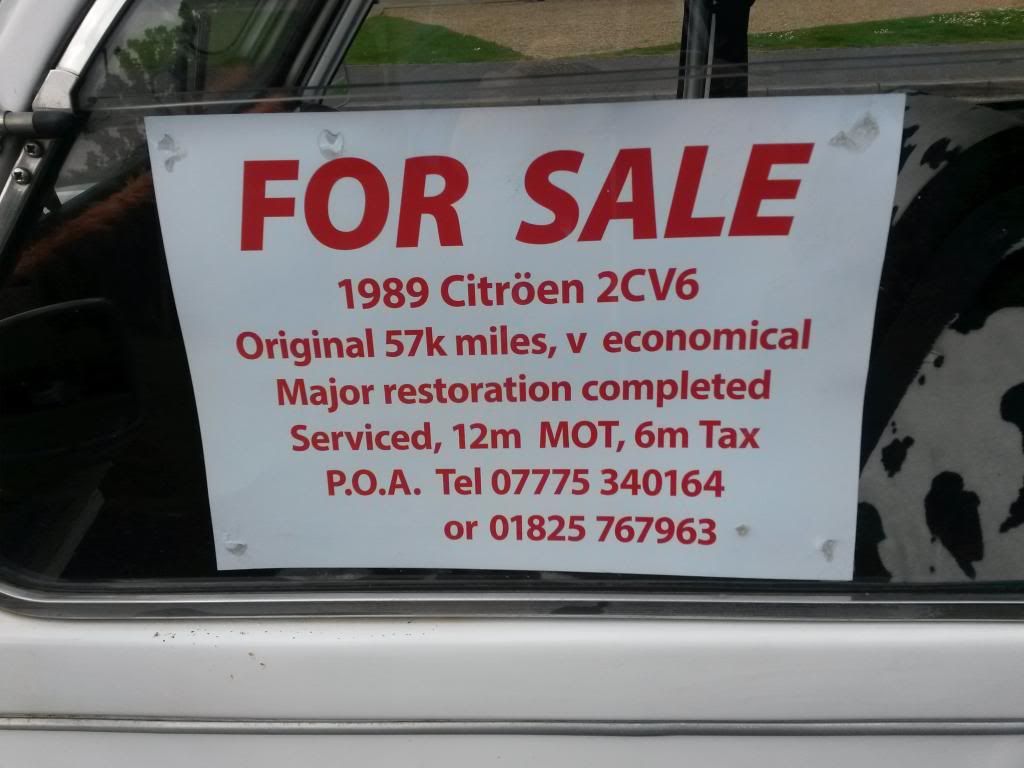 FOR SALE
1989 Citröen 2CV6
Original 57k miles, v economical
Major restoration completed
Serviced, 12m MOT, 6m Tax
P.O.A. Tel 07775 340164
or 01825 767963